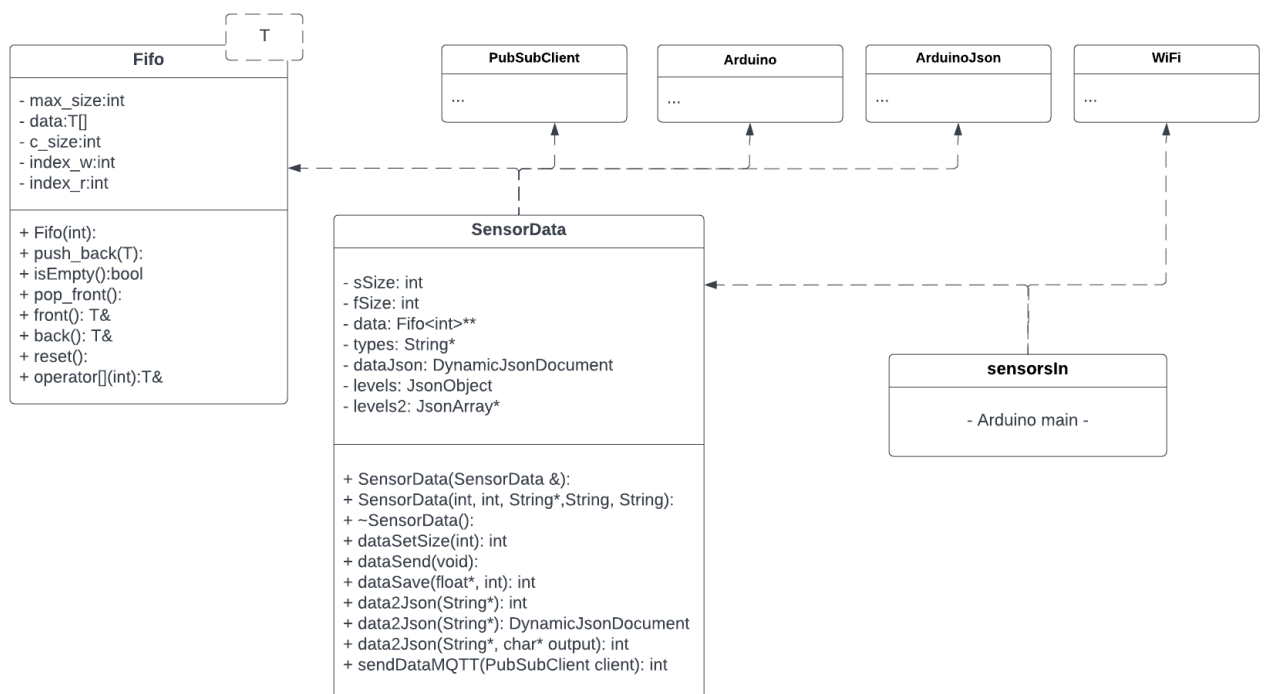 T
Fifo
- max_size:int
- data:T[]
- c_size:int
- index_w:int
- index_r:int
+ Fifo(int):
+ push_back(T):
+ isEmpty():bool
+ pop_front():
+ front(): T&
+ back(): T&
+ reset():
+ operator[](int):T&
PubSubClient
...
Arduino
...
ArduinoJson
...
WiFi
...
SensorData
- sSize: int
- fSize: int
- data: Fifo<int>**
- types: String*
- dataJson: DynamicJsonDocument
- levels: JsonObject
- levels2: JsonArray*
+ SensorData(SensorData &):
+ SensorData(int, int, String*,String, String):
+ ~SensorData():
+ dataSetSize(int): int
+ dataSend(void):
+ dataSave(float*, int): int
+ data2Json(String*): int
+ data2Json(String*): DynamicJsonDocument
+ data2Json(String*, char* output): int
+ sendDataMQTT(PubSubClient client): int
sensorsIn
- Arduino main -